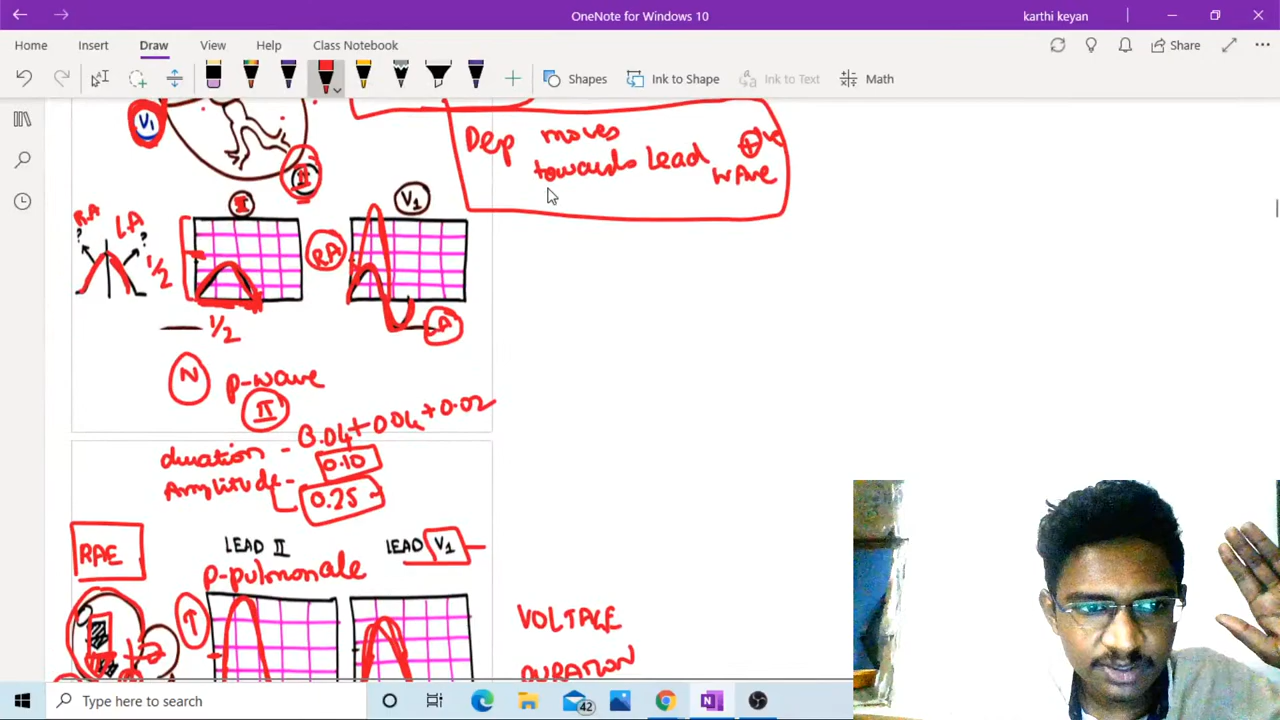 OneNote for Windows 10
karthi keyan
Home Insert Draw View Help Class Notebook
Share
Shapes
Ink to Shape
Ink to Text
Math
V1
II
Dep moves
towards Lead ⊕ve
wAve
RA LA
? ?
V1
1/2
RA
1/2
N P-wave
II
duration - 0.04+0.04+0.02
0.10
Amplitude -
0.25
RAE
LEAD II
LEAD V1
P-pulmonale
↑
VOLTAGE
DURATION
Type here to search
42